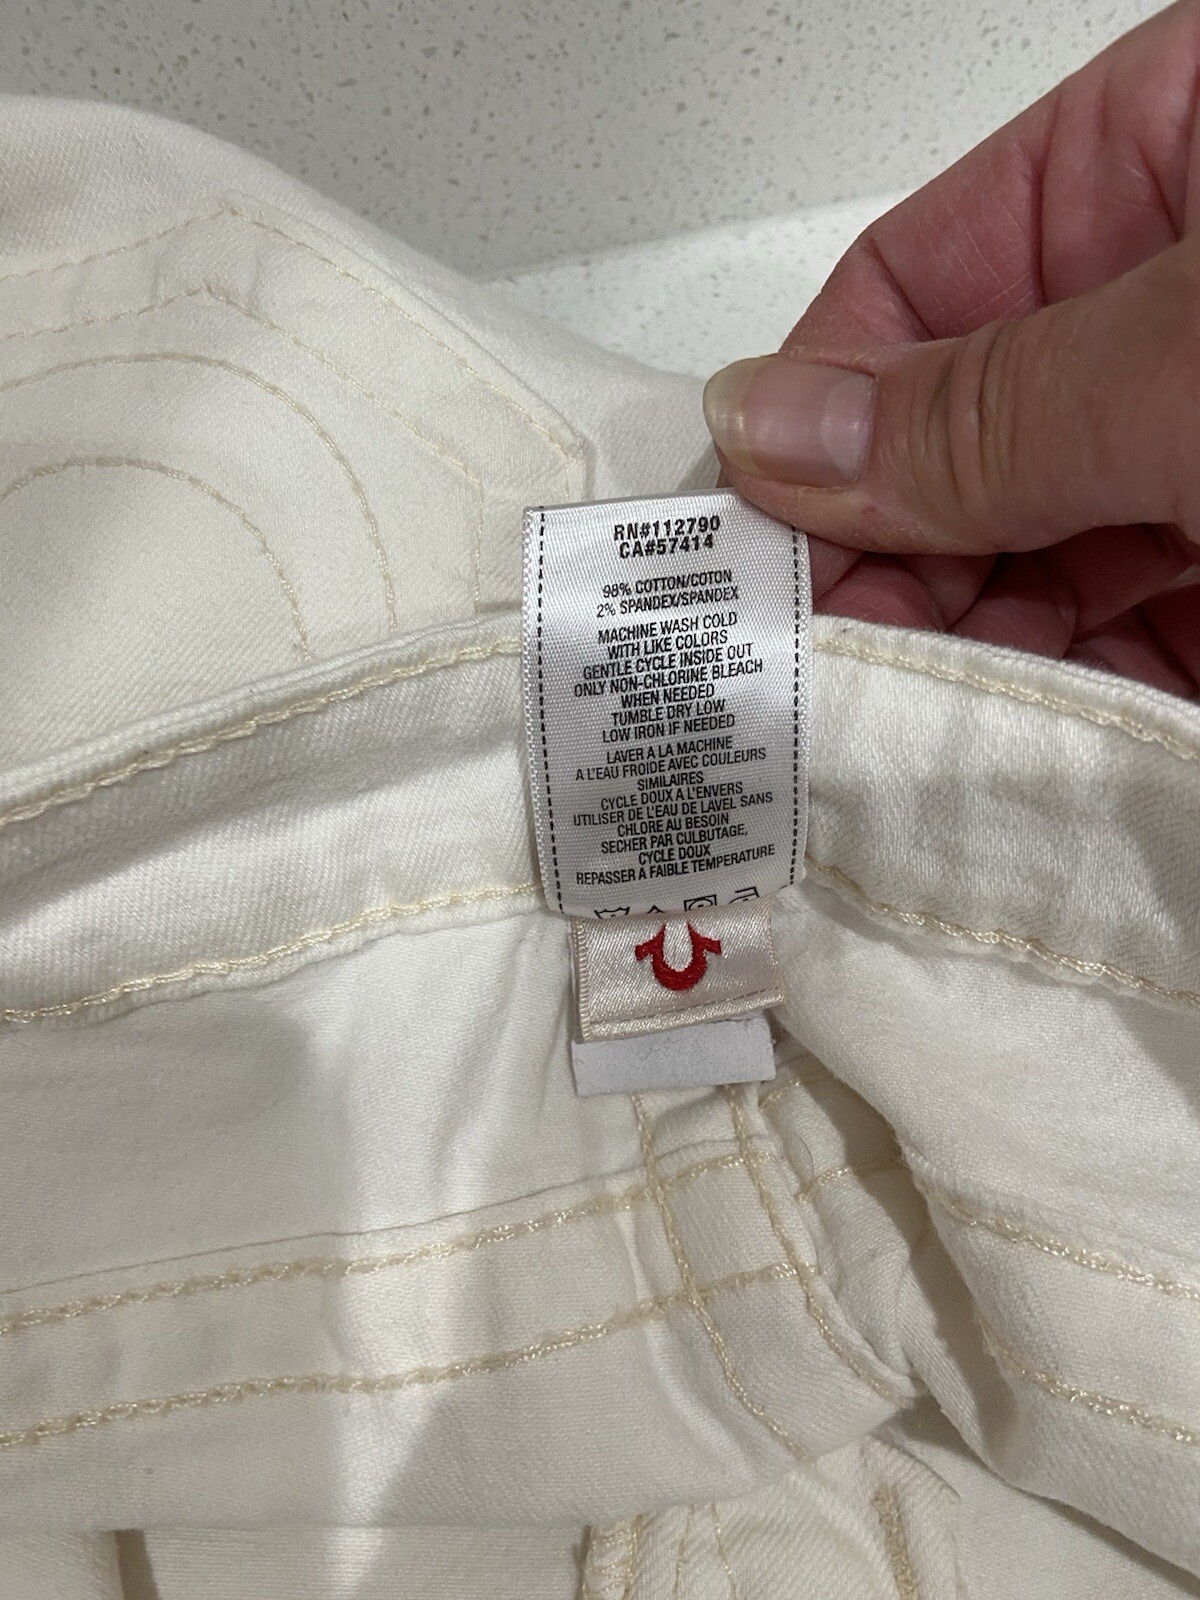 RN#112790
CA#57414
98% COTTON/COTON
2% SPANDEX/SPANDEX
MACHINE WASH COLD
WITH LIKE COLORS
GENTLE CYCLE INSIDE OUT
ONLY NON-CHLORINE BLEACH
WHEN NEEDED
TUMBLE DRY LOW
LOW IRON IF NEEDED
LAVER A LA MACHINE
A L'EAU FROIDE AVEC COULEURS
SIMILAIRES
CYCLE DOUX A L'ENVERS
UTILISER DE L'EAU DE LAVEL SANS
CHLORE AU BESOIN
SECHER PAR CULBUTAGE,
CYCLE DOUX
REPASSER A FAIBLE TEMPERATURE